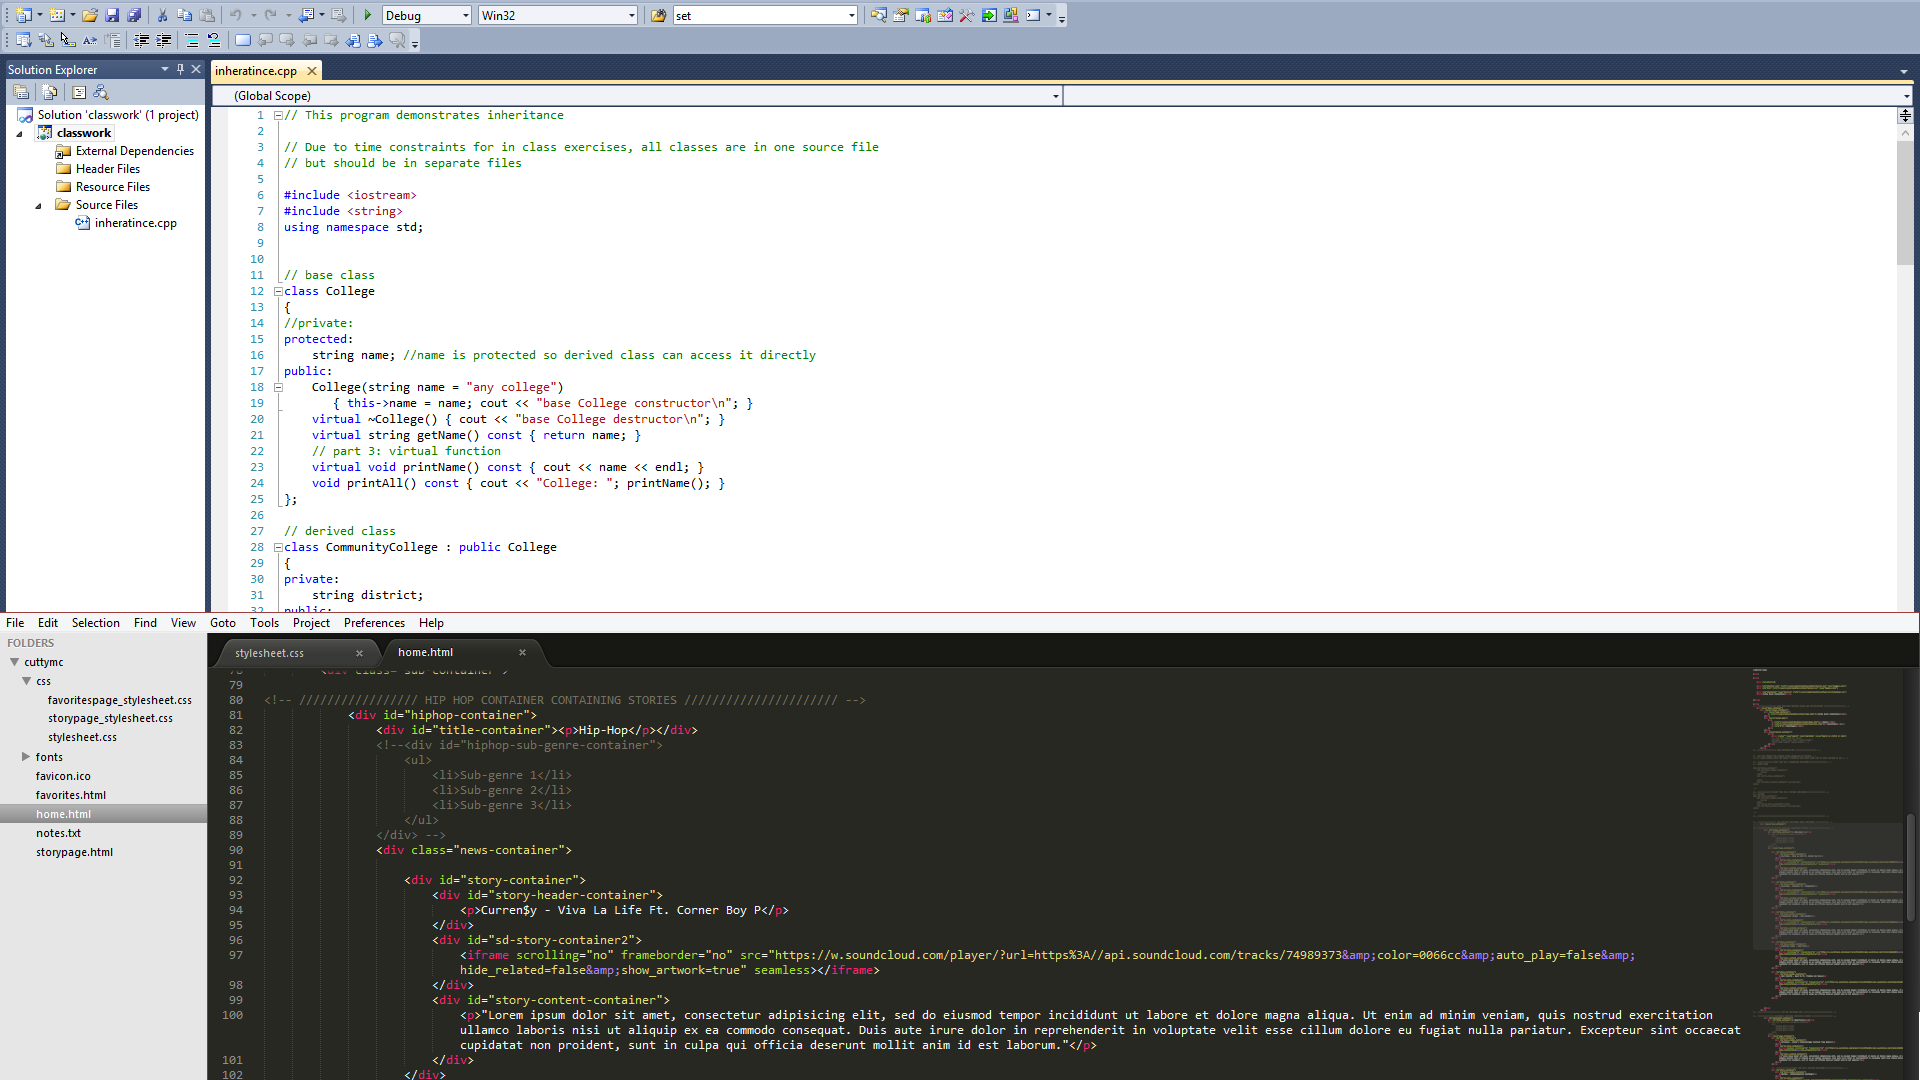 Debug
Win32
set
Solution Explorer
inheratince.cpp
(Global Scope)
Solution 'classwork' (1 project)
classwork
External Dependencies
Header Files
Resource Files
Source Files
inheratince.cpp
1 // This program demonstrates inheritance
2
3 // Due to time constraints for in class exercises, all classes are in one source file
4 // but should be in separate files
5
6 #include <iostream>
7 #include <string>
8 using namespace std;
9
10
11 // base class
12 class College
13 {
14 //private:
15 protected:
16 string name; //name is protected so derived class can access it directly
17 public:
18 College(string name = "any college")
19 { this->name = name; cout << "base College constructor\n"; }
20 virtual ~College() { cout << "base College destructor\n"; }
21 virtual string getName() const { return name; }
22 // part 3: virtual function
23 virtual void printName() const { cout << name << endl; }
24 void printAll() const { cout << "College: "; printName(); }
25 };
26
27 // derived class
28 class CommunityCollege : public College
29 {
30 private:
31 string district;
32 public:
File Edit Selection Find View Goto Tools Project Preferences Help
FOLDERS
cuttymc
css
favoritespage_stylesheet.css
storypage_stylesheet.css
stylesheet.css
fonts
favicon.ico
favorites.html
home.html
notes.txt
storypage.html
stylesheet.css
home.html
78 <div class="sub-container">
79
80 <!-- ///////////////// HIP HOP CONTAINER CONTAINING STORIES ////////////////////// -->
81 <div id="hiphop-container">
82 <div id="title-container"><p>Hip-Hop</p></div>
83 <!--<div id="hiphop-sub-genre-container">
84 <ul>
85 <li>Sub-genre 1</li>
86 <li>Sub-genre 2</li>
87 <li>Sub-genre 3</li>
88 </ul>
89 </div> -->
90 <div class="news-container">
91
92 <div id="story-container">
93 <div id="story-header-container">
94 <p>Curren$y - Viva La Life Ft. Corner Boy P</p>
95 </div>
96 <div id="sd-story-container2">
97 <iframe scrolling="no" frameborder="no" src="https://w.soundcloud.com/player/?url=https%3A//api.soundcloud.com/tracks/74989373&amp;color=0066cc&amp;auto_play=false&amp;
hide_related=false&amp;show_artwork=true" seamless></iframe>
98 </div>
99 <div id="story-content-container">
100 <p>"Lorem ipsum dolor sit amet, consectetur adipisicing elit, sed do eiusmod tempor incididunt ut labore et dolore magna aliqua. Ut enim ad minim veniam, quis nostrud exercitation
ullamco laboris nisi ut aliquip ex ea commodo consequat. Duis aute irure dolor in reprehenderit in voluptate velit esse cillum dolore eu fugiat nulla pariatur. Excepteur sint occaecat
cupidatat non proident, sunt in culpa qui officia deserunt mollit anim id est laborum."</p>
101 </div>
102 </div>